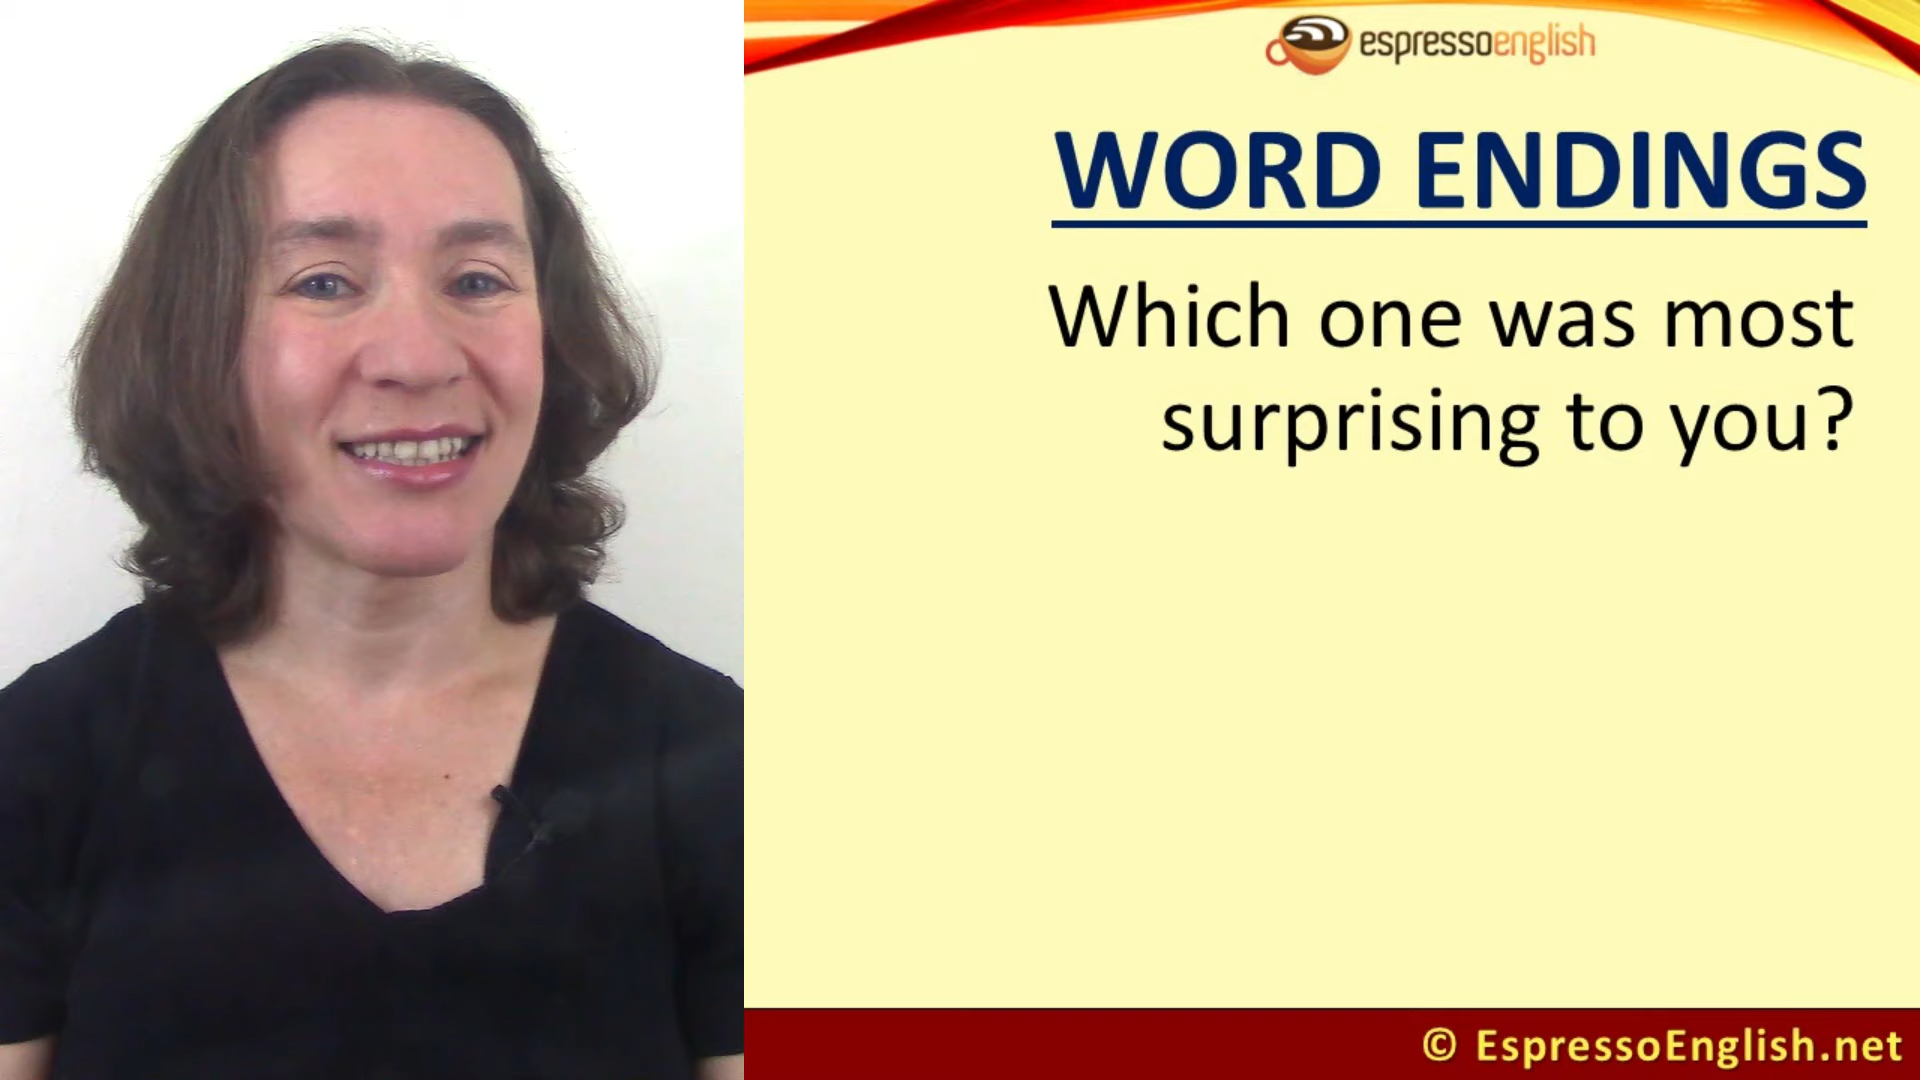 espressoenglish
WORD ENDINGS
Which one was most
surprising to you?
© EspressoEnglish.net